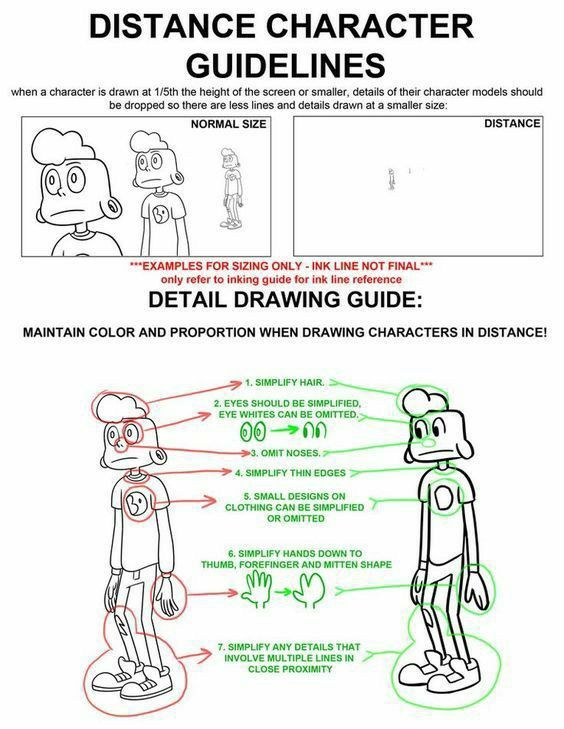 DISTANCE CHARACTER
GUIDELINES
when a character is drawn at 1/5th the height of the screen or smaller, details of their character models should
be dropped so there are less lines and details drawn at a smaller size:
NORMAL SIZE
DISTANCE
***EXAMPLES FOR SIZING ONLY - INK LINE NOT FINAL***
only refer to inking guide for ink line reference
DETAIL DRAWING GUIDE:
MAINTAIN COLOR AND PROPORTION WHEN DRAWING CHARACTERS IN DISTANCE!
1. SIMPLIFY HAIR.
2. EYES SHOULD BE SIMPLIFIED,
EYE WHITES CAN BE OMITTED.
3. OMIT NOSES.
4. SIMPLIFY THIN EDGES
5. SMALL DESIGNS ON
CLOTHING CAN BE SIMPLIFIED
OR OMITTED
6. SIMPLIFY HANDS DOWN TO
THUMB, FOREFINGER AND MITTEN SHAPE
7. SIMPLIFY ANY DETAILS THAT
INVOLVE MULTIPLE LINES IN
CLOSE PROXIMITY